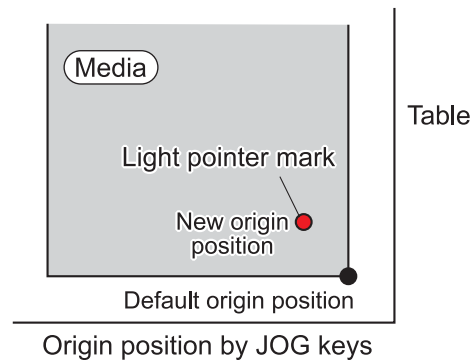 Media
Table
Light pointer mark
New origin
position
Default origin position
Origin position by JOG keys